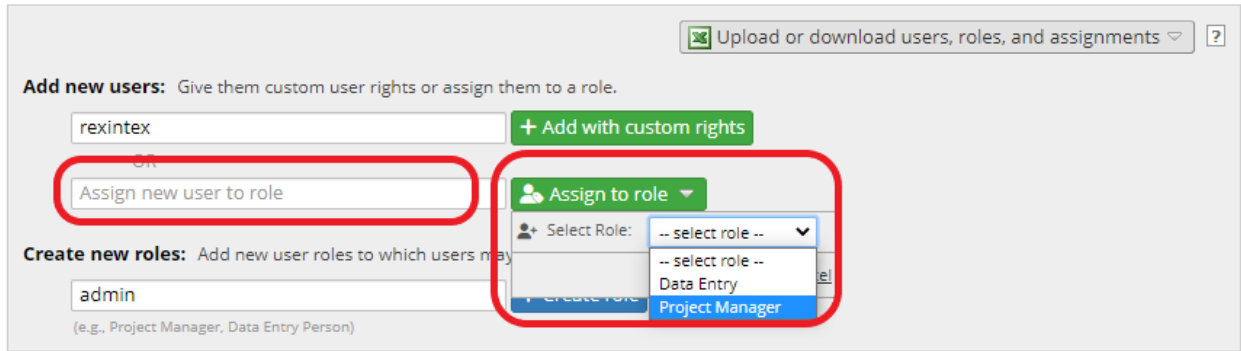 Upload or download users, roles, and assignments ?
Add new users: Give them custom user rights or assign them to a role.
rexintex + Add with custom rights
OR
Assign new user to role Assign to role
Select Role: -- select role --
Create new roles: Add new user roles to which users may
-- select role --
Data Entry
admin Create role Project Manager
(e.g., Project Manager, Data Entry Person)